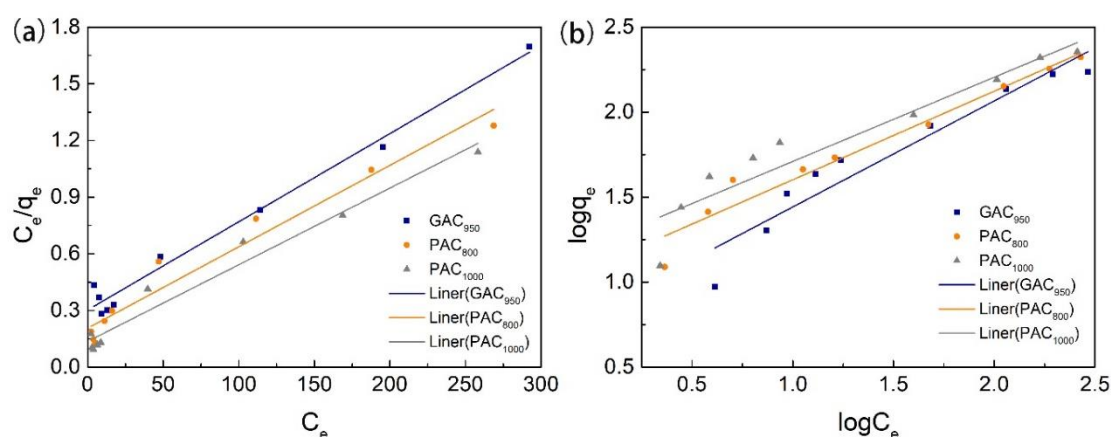 (a)
1.8
1.5
1.2
0.9
0.6
0.3
0.0
0 50 100 150 200 250 300
Cₑ/qₑ
Cₑ
GAC₉₅₀
PAC₈₀₀
PAC₁₀₀₀
Liner(GAC₉₅₀)
Liner(PAC₈₀₀)
Liner(PAC₁₀₀₀)
(b)
2.5
2.0
1.5
1.0
0.5
0.5 1.0 1.5 2.0 2.5
logqₑ
logCₑ
GAC₉₅₀
PAC₈₀₀
PAC₁₀₀₀
Liner(GAC₉₅₀)
Liner(PAC₈₀₀)
Liner(PAC₁₀₀₀)